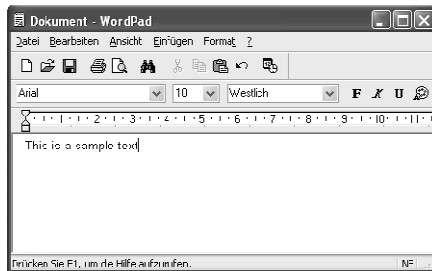 Dokument - WordPad
Datei Bearbeiten Ansicht Einfügen Format ?
Arial 10 Westlich F K U
1 2 3 4 5 6 7 8 9 10 11
This is a sample text
Drücken Sie F1, um die Hilfe aufzurufen. NF